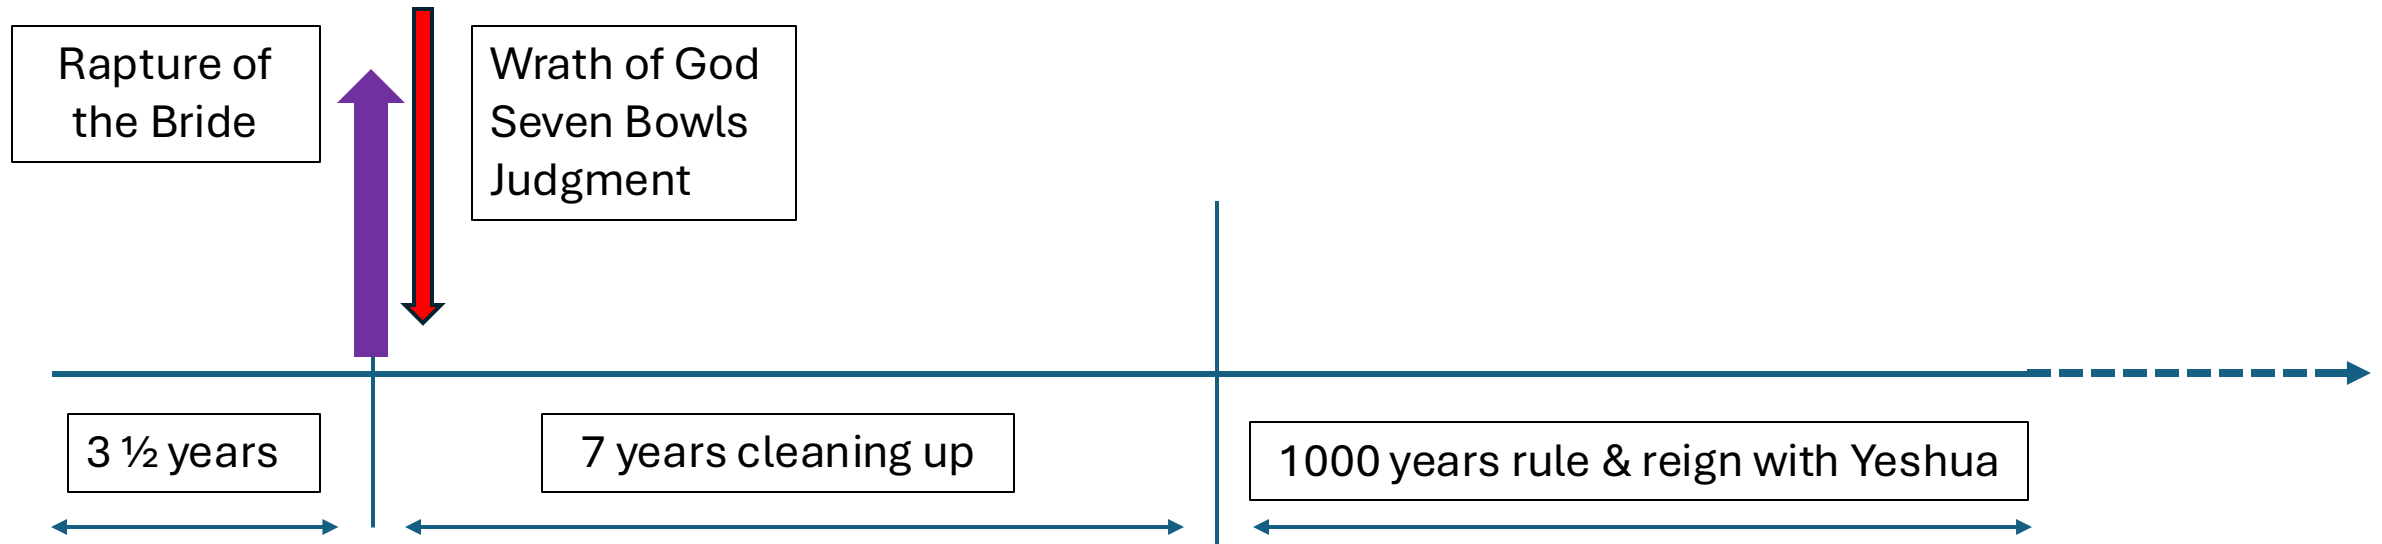 Rapture of
the Bride
Wrath of God
Seven Bowls
Judgment
3 ½ years
7 years cleaning up
1000 years rule & reign with Yeshua